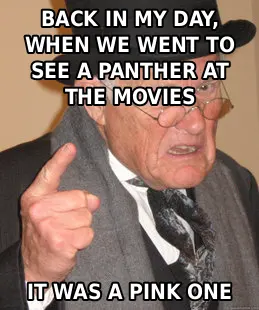 BACK IN MY DAY,
WHEN WE WENT TO
SEE A PANTHER AT
THE MOVIES
IT WAS A PINK ONE